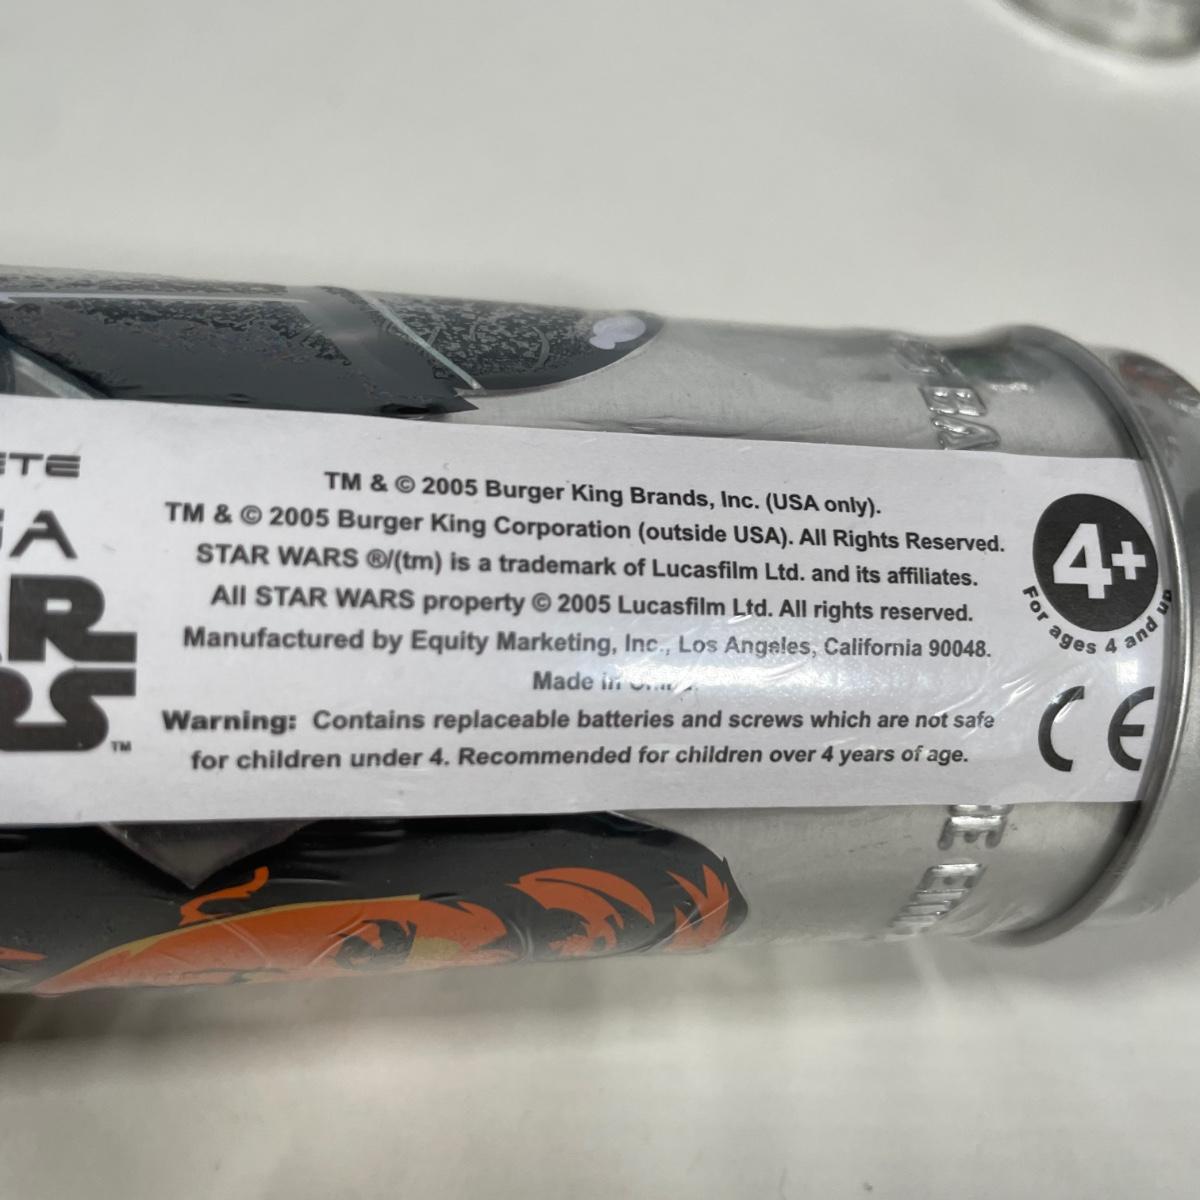 TM & © 2005 Burger King Brands, Inc. (USA only).
TM & © 2005 Burger King Corporation (outside USA). All Rights Reserved.
STAR WARS ®/(tm) is a trademark of Lucasfilm Ltd. and its affiliates.
All STAR WARS property © 2005 Lucasfilm Ltd. All rights reserved.
Manufactured by Equity Marketing, Inc., Los Angeles, California 90048.
Made in
Warning: Contains replaceable batteries and screws which are not safe
for children under 4. Recommended for children over 4 years of age.
4+
For ages 4 and up
CE
TM